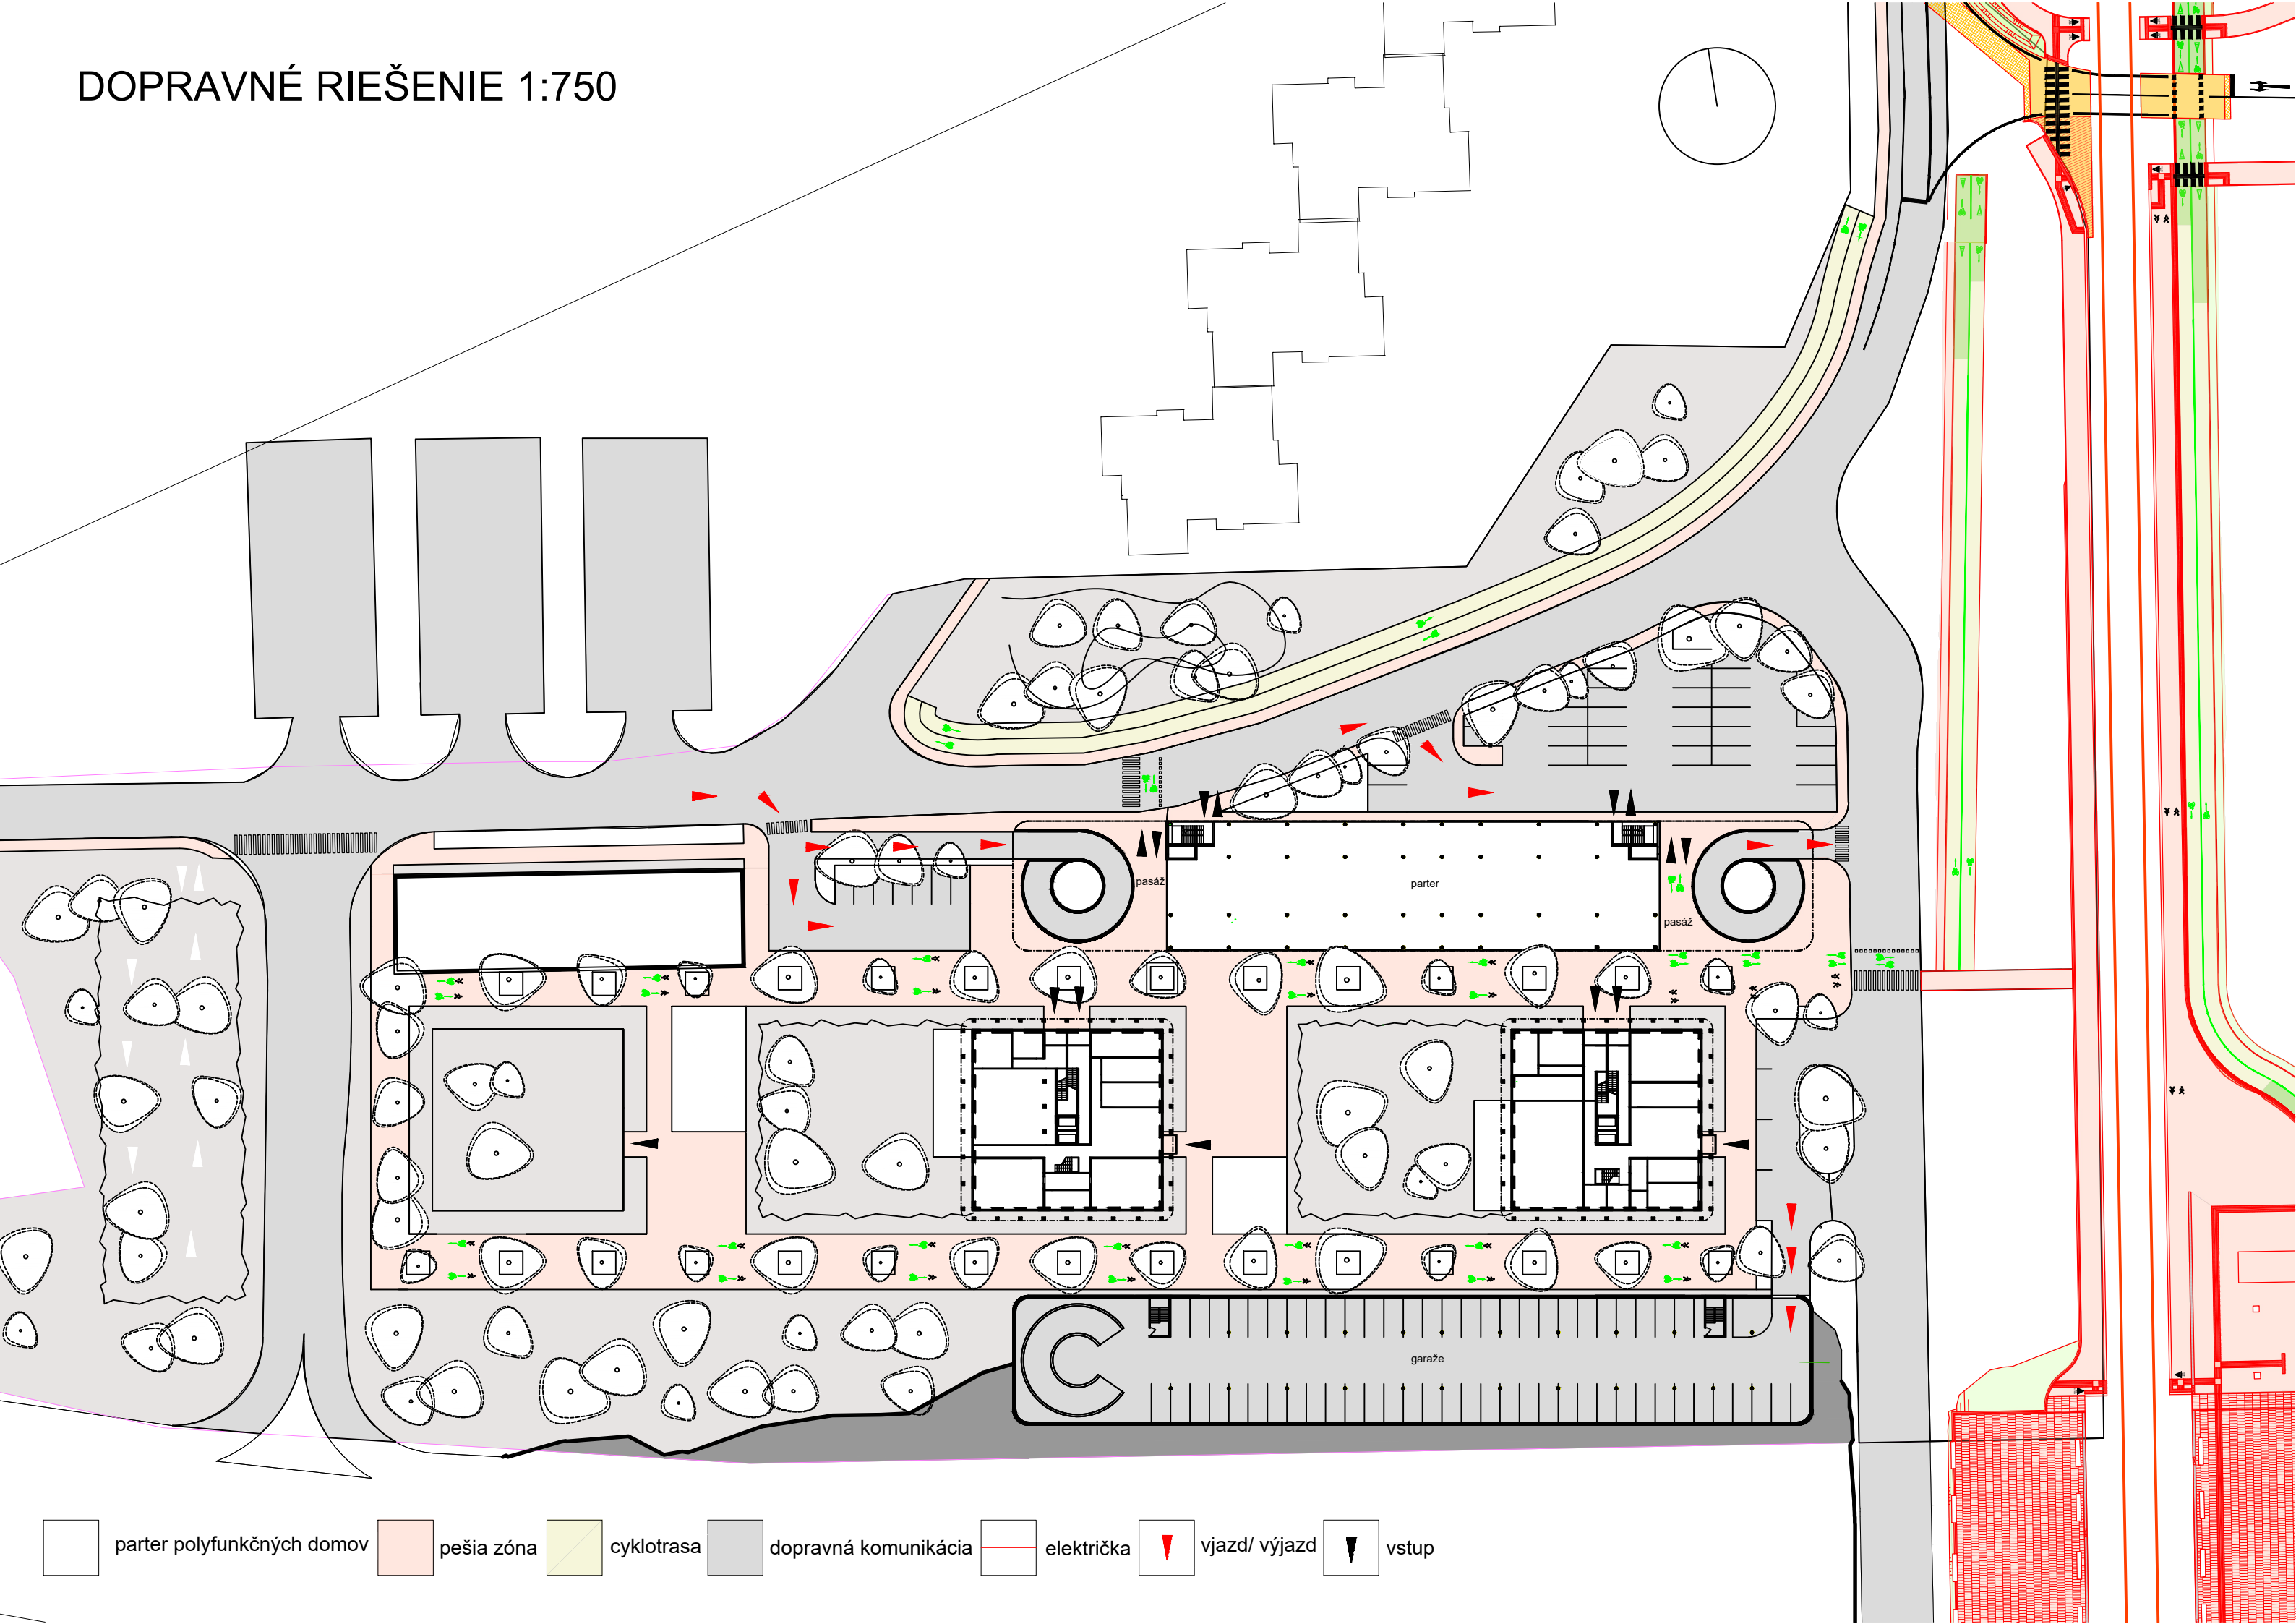 DOPRAVNÉ RIEŠENIE 1:750
pasáž
parter
pasáž
garaže
parter polyfunkčných domov
pešia zóna
cyklotrasa
dopravná komunikácia
električka
vjazd/ výjazd
vstup